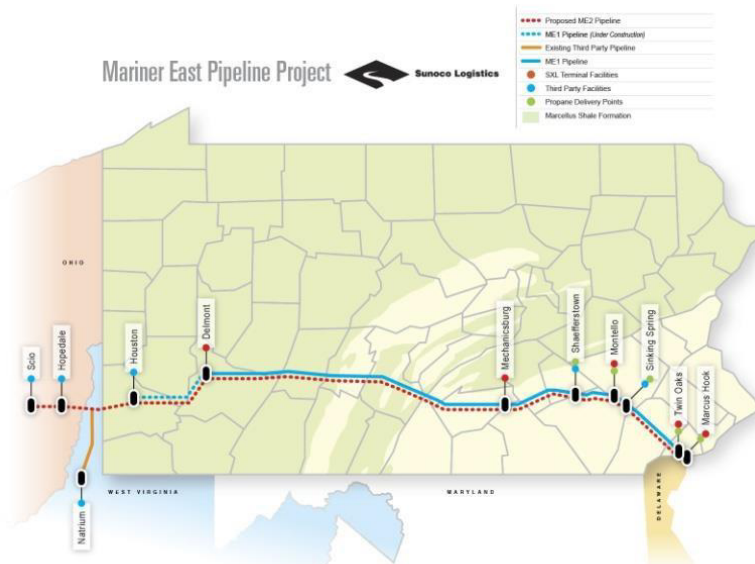 Mariner East Pipeline Project
Sunoco Logistics
Proposed ME2 Pipeline
ME1 Pipeline (Under Construction)
Existing Third Party Pipeline
ME1 Pipeline
SXL Terminal Facilities
Third Party Facilities
Propane Delivery Points
Marcellus Shale Formation
OHIO
Scio
Hopedale
Houston
Delmont
Mechanicsburg
Shaefferstown
Montello
Sinking Spring
Twin Oaks
Marcus Hook
Natrium
WEST VIRGINIA
MARYLAND
DELAWARE